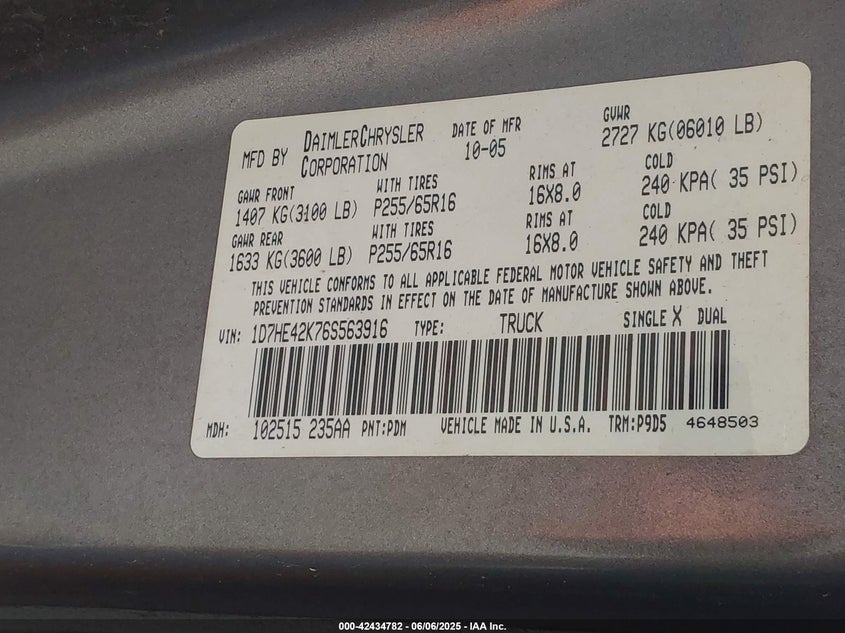 MFD BY DAIMLERCHRYSLER CORPORATION DATE OF MFR 10-05 GVWR 2727 KG(06010 LB)
GAWR FRONT WITH TIRES RIMS AT COLD
1407 KG(3100 LB) P255/65R16 16X8.0 240 KPA( 35 PSI)
GAWR REAR WITH TIRES RIMS AT COLD
1633 KG(3600 LB) P255/65R16 16X8.0 240 KPA( 35 PSI)
THIS VEHICLE CONFORMS TO ALL APPLICABLE FEDERAL MOTOR VEHICLE SAFETY AND THEFT
PREVENTION STANDARDS IN EFFECT ON THE DATE OF MANUFACTURE SHOWN ABOVE.
VIN: 1D7HE42K76S563916 TYPE: TRUCK SINGLE X DUAL
MDH: 102515 235AA PNT:PDM VEHICLE MADE IN U.S.A. TRM:P9D5 4648503
000-42434782 - 06/06/2025 - IAA Inc.